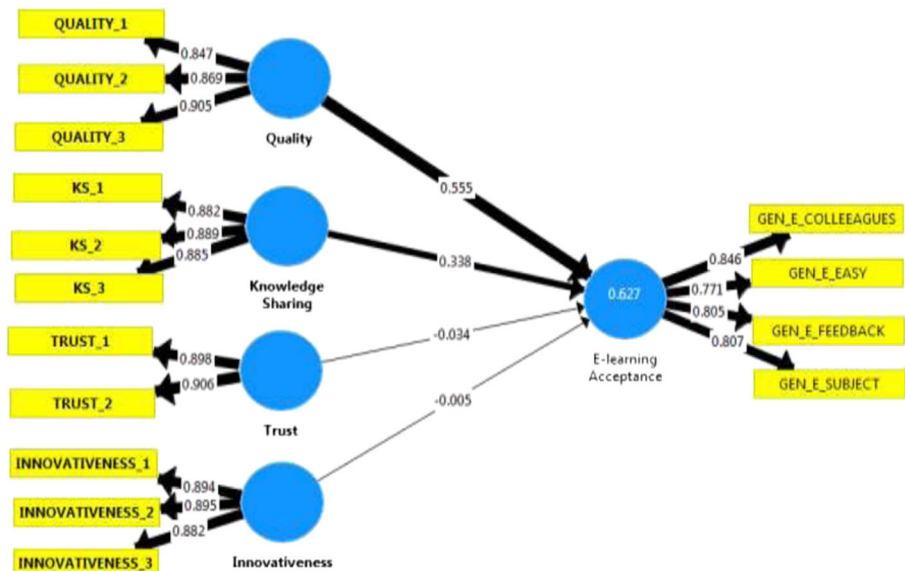 QUALITY_1
0.847
QUALITY_2
0.869
0.905
QUALITY_3
Quality
KS_1
0.882
KS_2
0.889
0.885
KS_3
Knowledge
Sharing
TRUST_1
0.898
0.906
TRUST_2
Trust
INNOVATIVENESS_1
0.894
INNOVATIVENESS_2
0.895
0.882
INNOVATIVENESS_3
Innovativeness
0.555
0.338
-0.034
-0.005
0.627
E-learning
Acceptance
GEN_E_COLLEEAGUES
0.846
GEN_E_EASY
0.771
0.805
GEN_E_FEEDBACK
0.807
GEN_E_SUBJECT